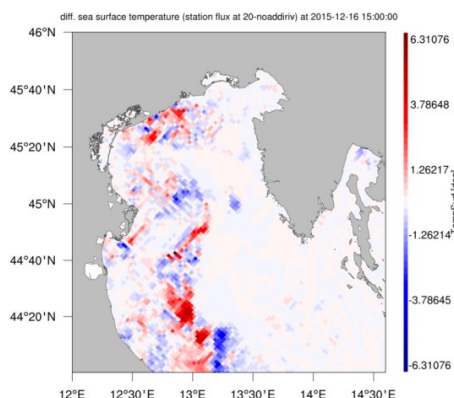 diff. sea surface temperature (station flux at 20-noaddiriv) at 2015-12-16 15:00:00
46°N
6.31076
45°40'N
3.78648
45°20'N
1.26217
45°N
-1.26214
44°40'N
-3.78645
44°20'N
-6.31076
12°E
12°30'E
13°E
13°30'E
14°E
14°30'E